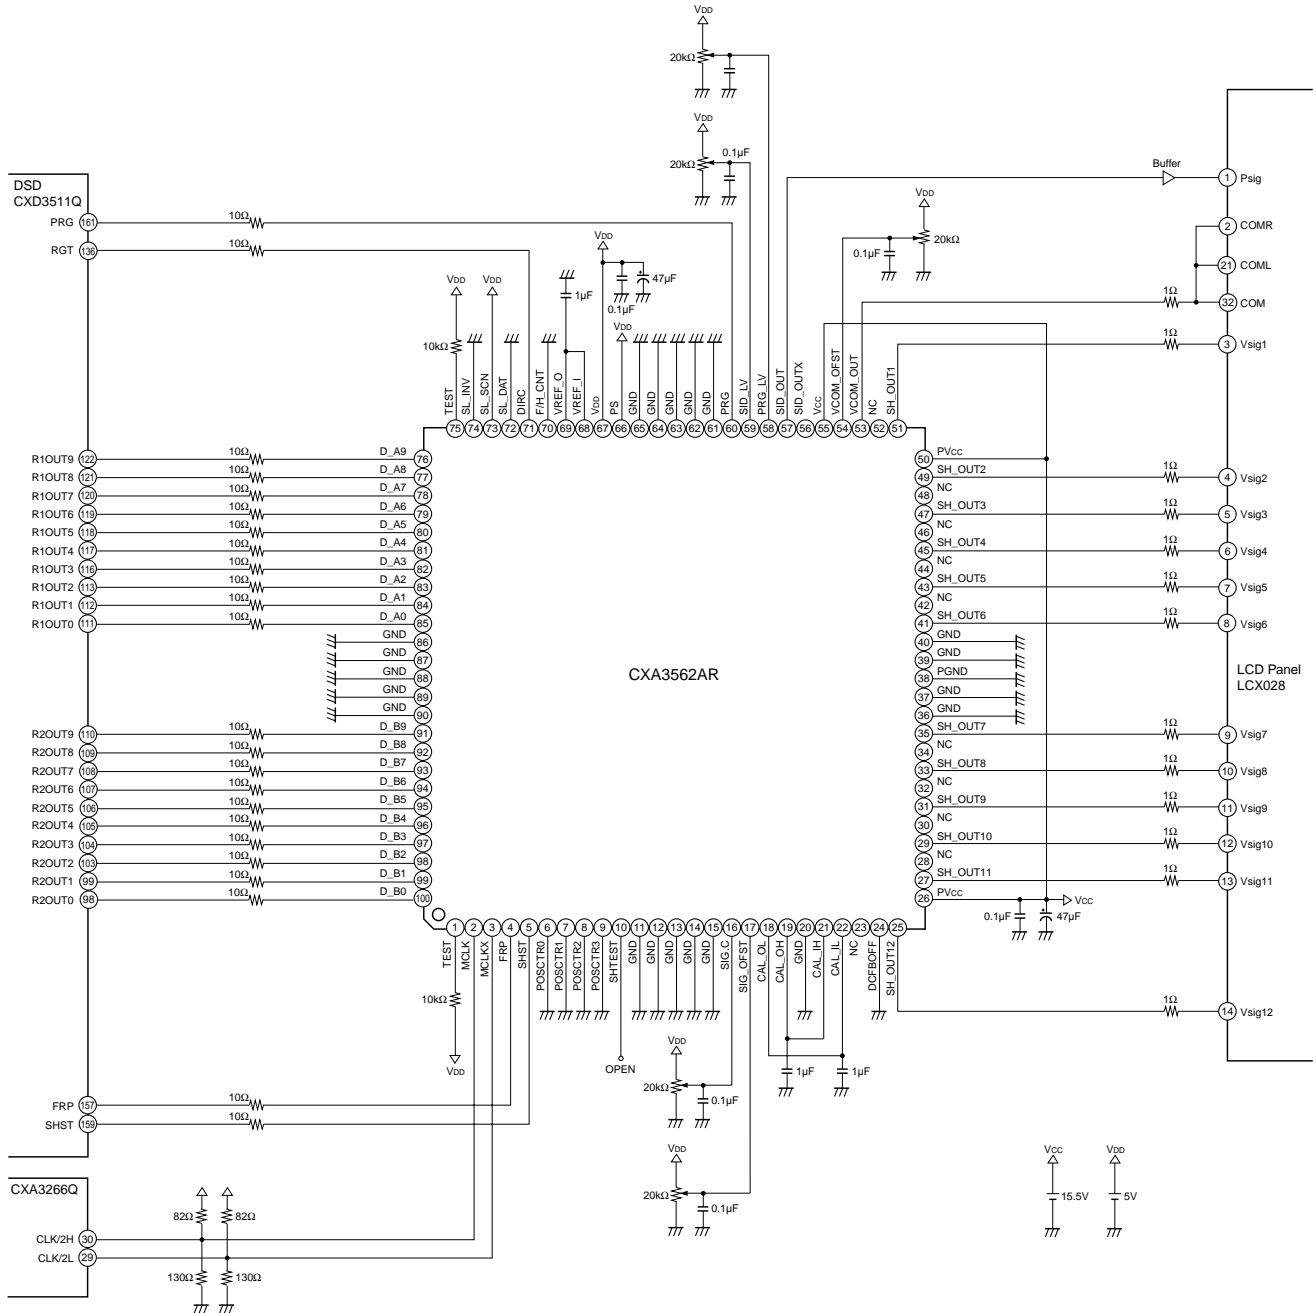 VDD
20kΩ
VDD
20kΩ
0.1µF
Buffer
1 Psig
DSD
CXD3511Q
PRG 161
10Ω
RGT 136
10Ω
VDD
20kΩ
0.1µF
2 COMR
21 COML
1Ω
32 COM
1Ω
3 Vsig1
VDD
VDD
10kΩ
1µF
VDD
0.1µF
47µF
VDD
TEST
SL_INV
SL_SCN
SL_DAT
DIRC
F/H_CNT
VREF_O
VREF_I
VDD
PS
GND
GND
GND
GND
GND
PRG
SID_LV
PRG_LV
SID_OUT
SID_OUTX
Vcc
VCOM_OFST
VCOM_OUT
NC
SH_OUT1
75 74 73 72 71 70 69 68 67 66 65 64 63 62 61 60 59 58 57 56 55 54 53 52 51
R1OUT9 122 10Ω D_A9 76
R1OUT8 121 10Ω D_A8 77
R1OUT7 120 10Ω D_A7 78
R1OUT6 119 10Ω D_A6 79
R1OUT5 118 10Ω D_A5 80
R1OUT4 117 10Ω D_A4 81
R1OUT3 116 10Ω D_A3 82
R1OUT2 113 10Ω D_A2 83
R1OUT1 112 10Ω D_A1 84
R1OUT0 111 10Ω D_A0 85
GND 86
GND 87
GND 88
GND 89
GND 90
R2OUT9 110 10Ω D_B9 91
R2OUT8 109 10Ω D_B8 92
R2OUT7 108 10Ω D_B7 93
R2OUT6 107 10Ω D_B6 94
R2OUT5 106 10Ω D_B5 95
R2OUT4 105 10Ω D_B4 96
R2OUT3 104 10Ω D_B3 97
R2OUT2 103 10Ω D_B2 98
R2OUT1 99 10Ω D_B1 99
R2OUT0 98 10Ω D_B0 100
CXA3562AR
50 PVcc
49 SH_OUT2 1Ω 4 Vsig2
48 NC
47 SH_OUT3 1Ω 5 Vsig3
46 NC
45 SH_OUT4 1Ω 6 Vsig4
44 NC
43 SH_OUT5 1Ω 7 Vsig5
42 NC
41 SH_OUT6 1Ω 8 Vsig6
40 GND
39 GND
38 PGND
37 GND
36 GND
LCD Panel
LCX028
35 SH_OUT7 1Ω 9 Vsig7
34 NC
33 SH_OUT8 1Ω 10 Vsig8
32 NC
31 SH_OUT9 1Ω 11 Vsig9
30 NC
29 SH_OUT10 1Ω 12 Vsig10
28 NC
27 SH_OUT11 1Ω 13 Vsig11
26 PVcc
Vcc
0.1µF
47µF
1 2 3 4 5 6 7 8 9 10 11 12 13 14 15 16 17 18 19 20 21 22 23 24 25
TEST
MCLK
MCLKX
FRP
SHST
POSCTR0
POSCTR1
POSCTR2
POSCTR3
SHTEST
GND
GND
GND
GND
GND
SIG.C
SIG_OFST
CAL_OL
CAL_OH
GND
CAL_IH
CAL_IL
NC
DCFBOFF
SH_OUT12
10kΩ
VDD
OPEN
1Ω
14 Vsig12
1µF
1µF
VDD
20kΩ
0.1µF
FRP 157 10Ω
SHST 159 10Ω
VDD
20kΩ
0.1µF
Vcc
15.5V
VDD
5V
CXA3266Q
82Ω
82Ω
CLK/2H 30
CLK/2L 29
130Ω
130Ω